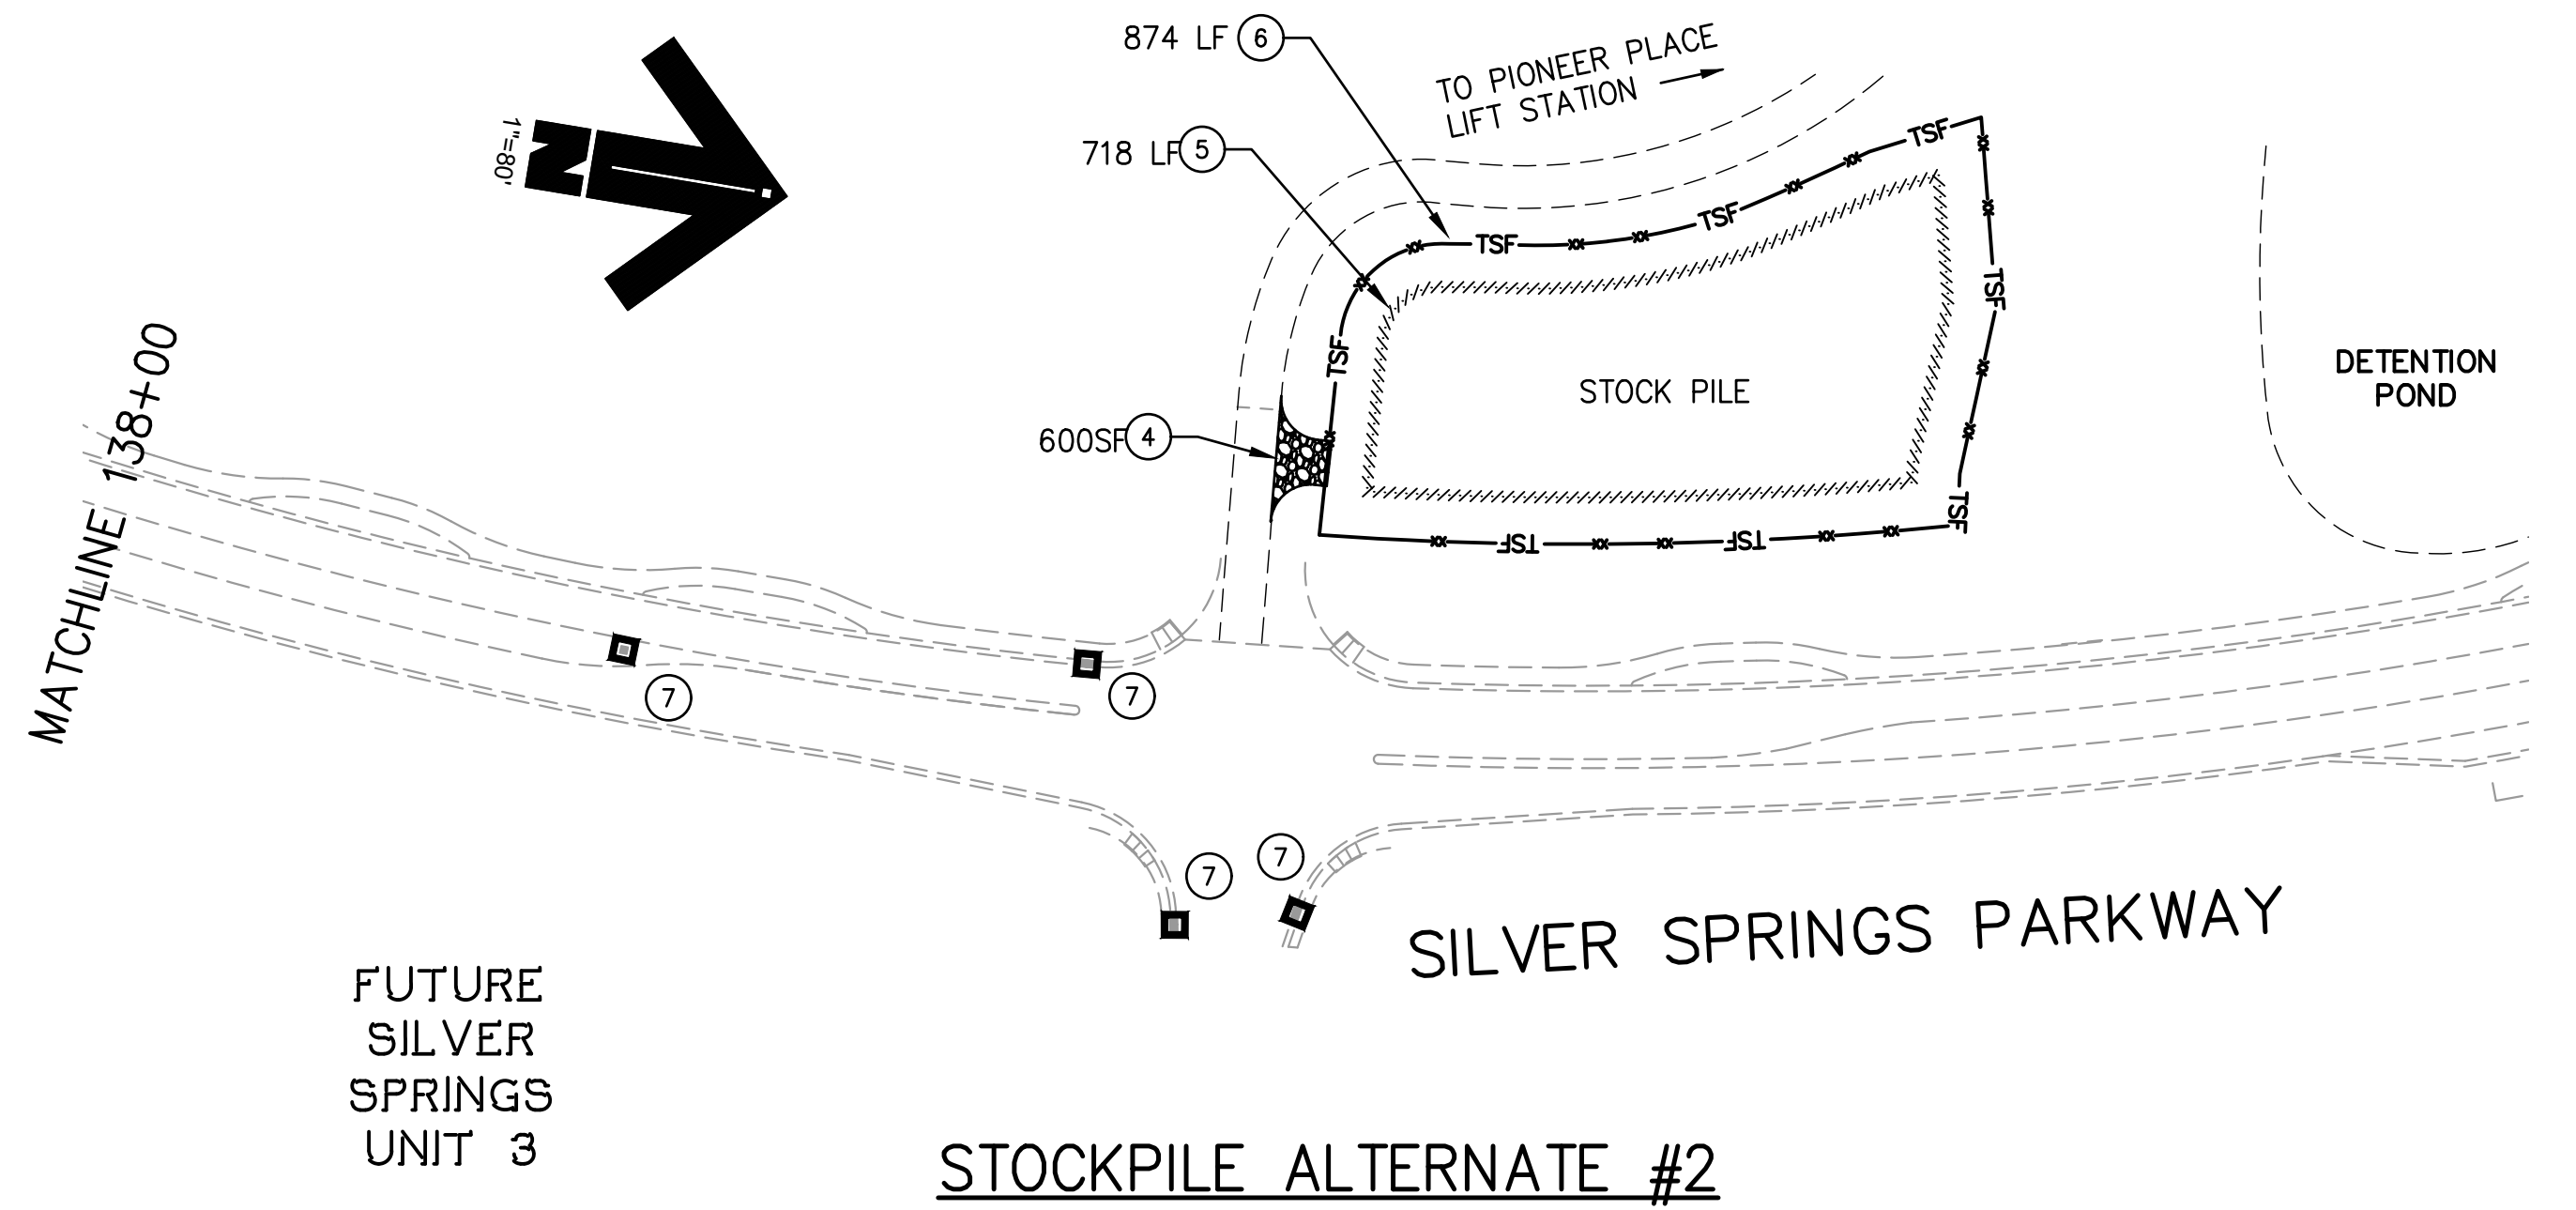 874 LF 6
TO PIONEER PLACE
LIFT STATION
N
1"=80'
718 LF 5
TSF
TSF
TSF
TSF
TSF
TSF
TSF
TSF
STOCK PILE
DETENTION
POND
600SF 4
MATCHLINE 138+00
7
7
7
7
SILVER SPRINGS PARKWAY
FUTURE
SILVER
SPRINGS
UNIT 3
STOCKPILE ALTERNATE #2